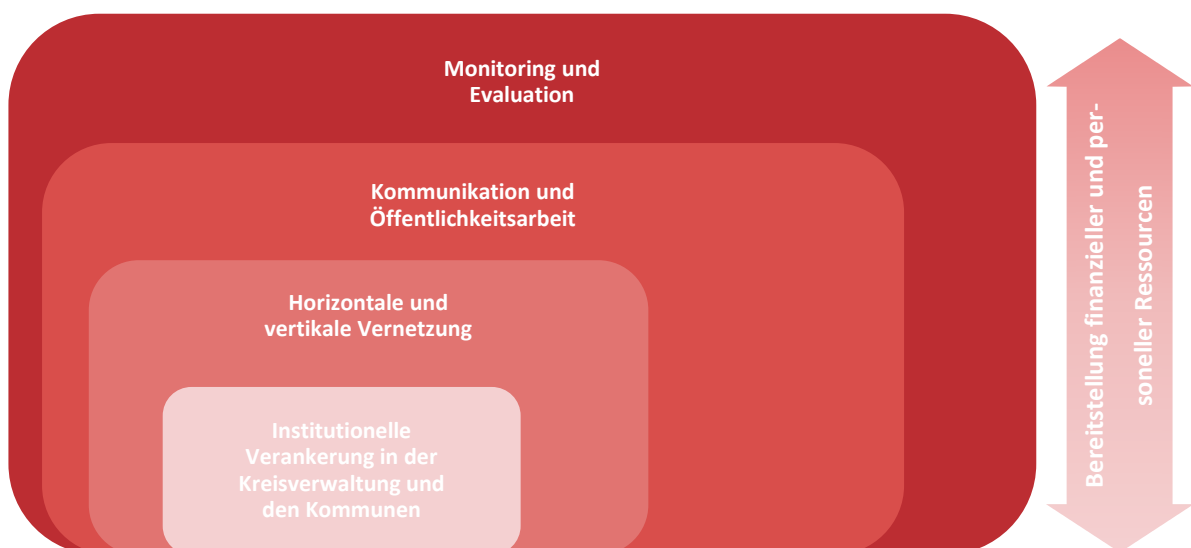 Monitoring und
Evaluation
Kommunikation und
Öffentlichkeitsarbeit
Horizontale und
vertikale Vernetzung
Institutionelle
Verankerung in der
Kreisverwaltung und
den Kommunen
Bereitstellung finanzieller und per-
soneller Ressourcen